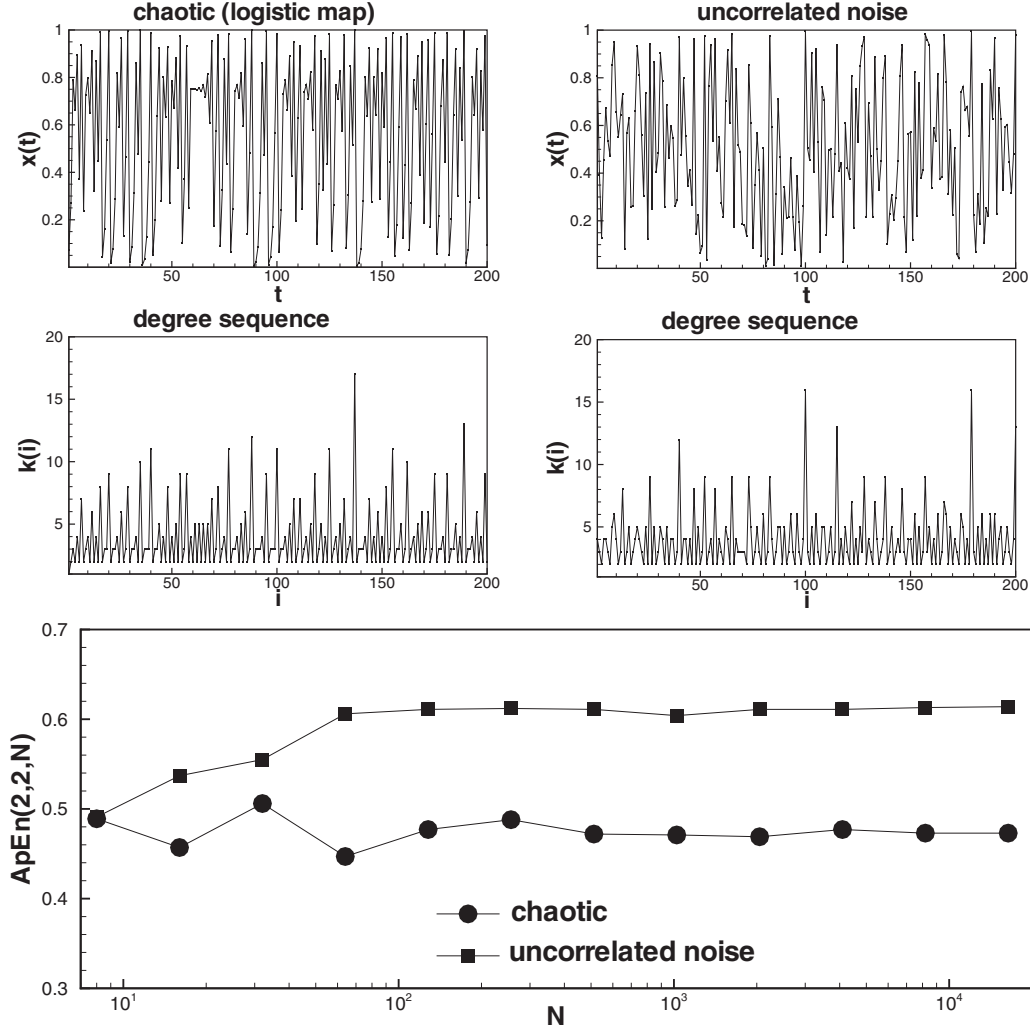 chaotic (logistic map)
uncorrelated noise
1
0.8
0.6
0.4
0.2
x(t)
50
100
150
200
t
1
0.8
0.6
0.4
0.2
x(t)
50
100
150
200
t
degree sequence
degree sequence
20
15
10
5
k(i)
50
100
150
200
i
20
15
10
5
k(i)
50
100
150
200
i
0.7
0.6
0.5
0.4
0.3
ApEn(2,2,N)
chaotic
uncorrelated noise
10¹
10²
10³
10⁴
N